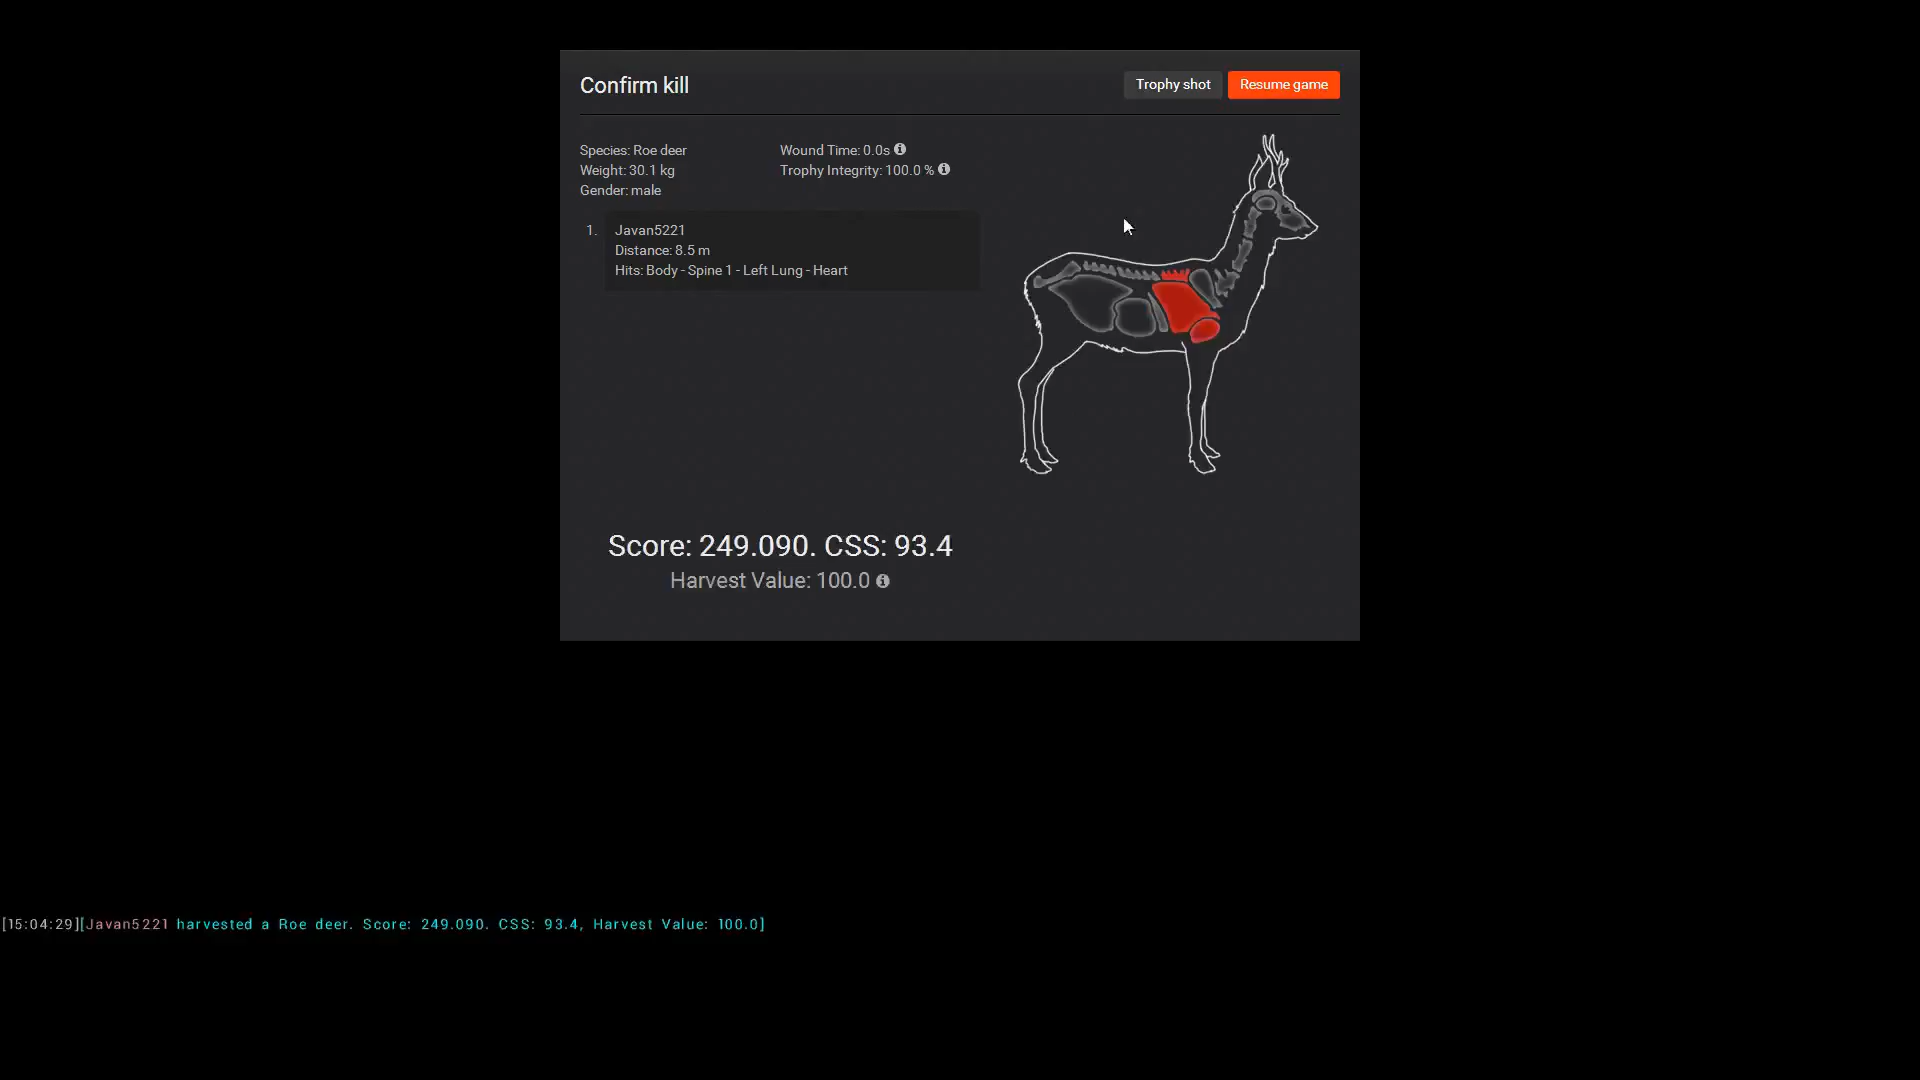 Confirm kill
Trophy shot
Resume game
Species: Roe deer
Weight: 30.1 kg
Gender: male
Wound Time: 0.0s
Trophy Integrity: 100.0 %
1.
Javan5221
Distance: 8.5 m
Hits: Body - Spine 1 - Left Lung - Heart
Score: 249.090. CSS: 93.4
Harvest Value: 100.0
[15:04:29][Javan5221 harvested a Roe deer. Score: 249.090. CSS: 93.4, Harvest Value: 100.0]